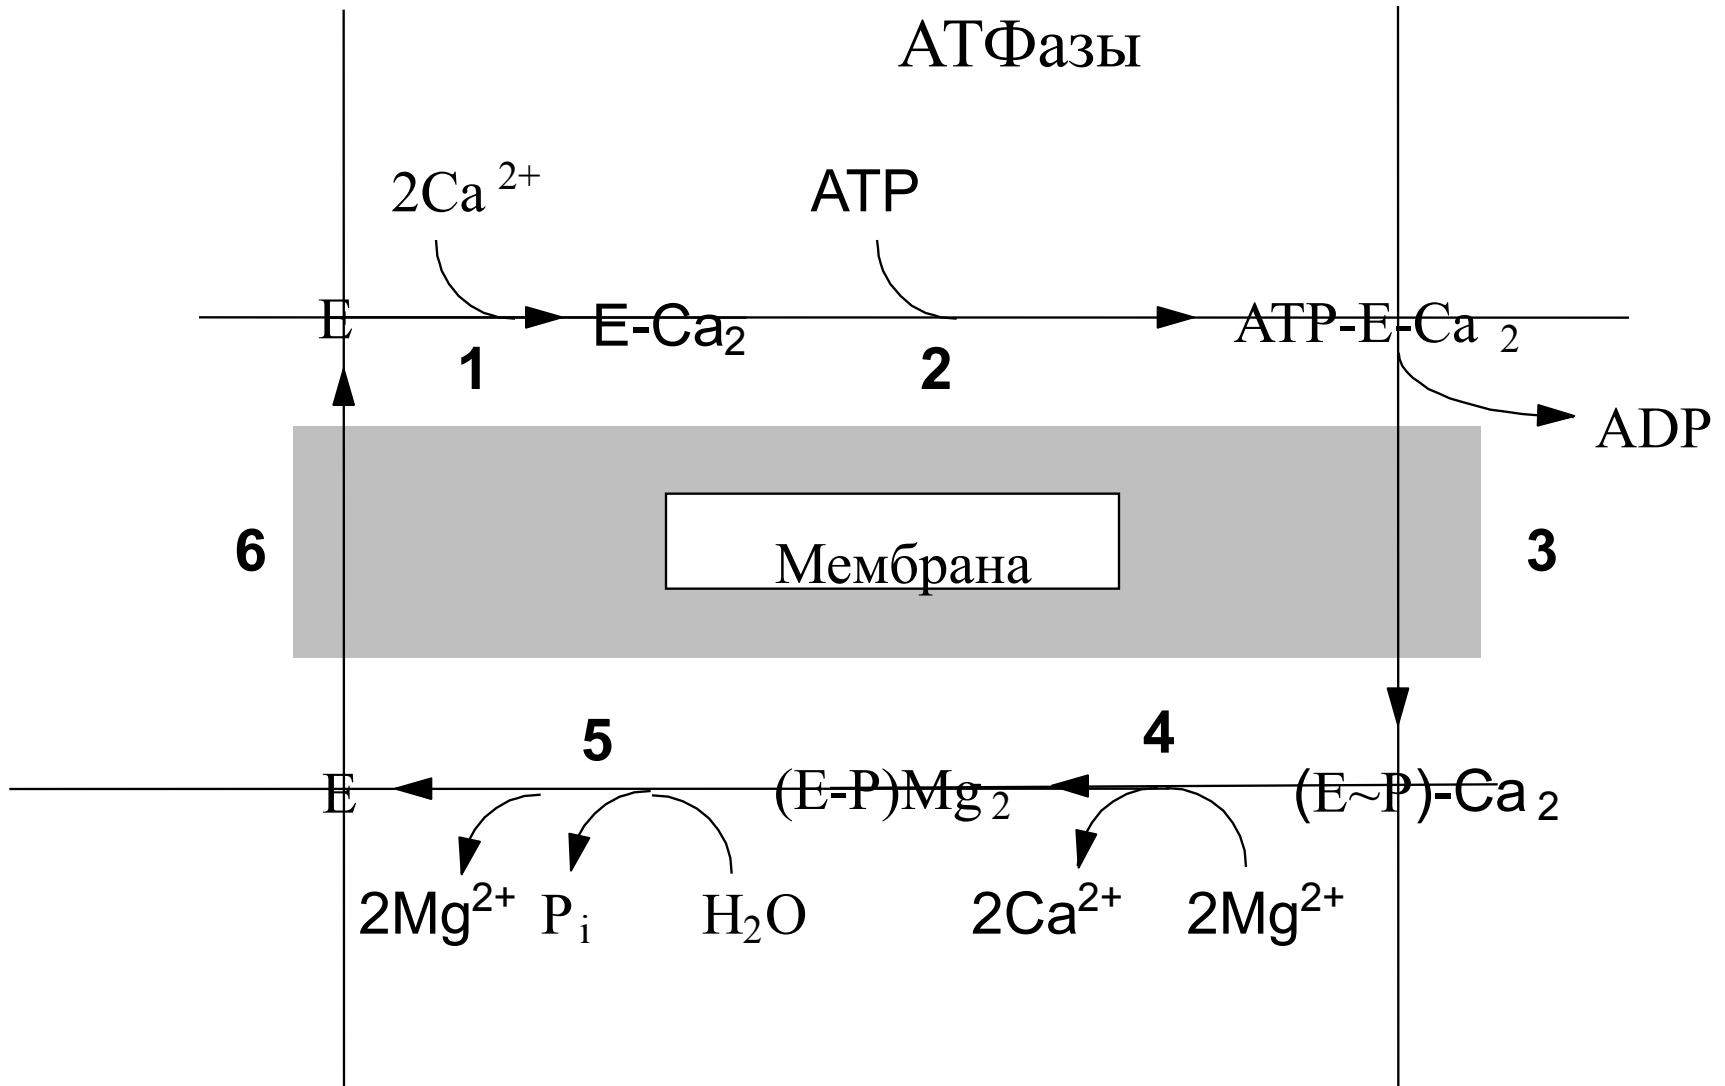 АТФазы
2Ca 2+ ATP
E E-Ca2 ATP-E-Ca 2
1 2
ADP
6 Мембрана 3
5 4
E (E-P)Mg 2 (E~P)-Ca 2
2Mg2+ P i H2O 2Ca2+ 2Mg2+